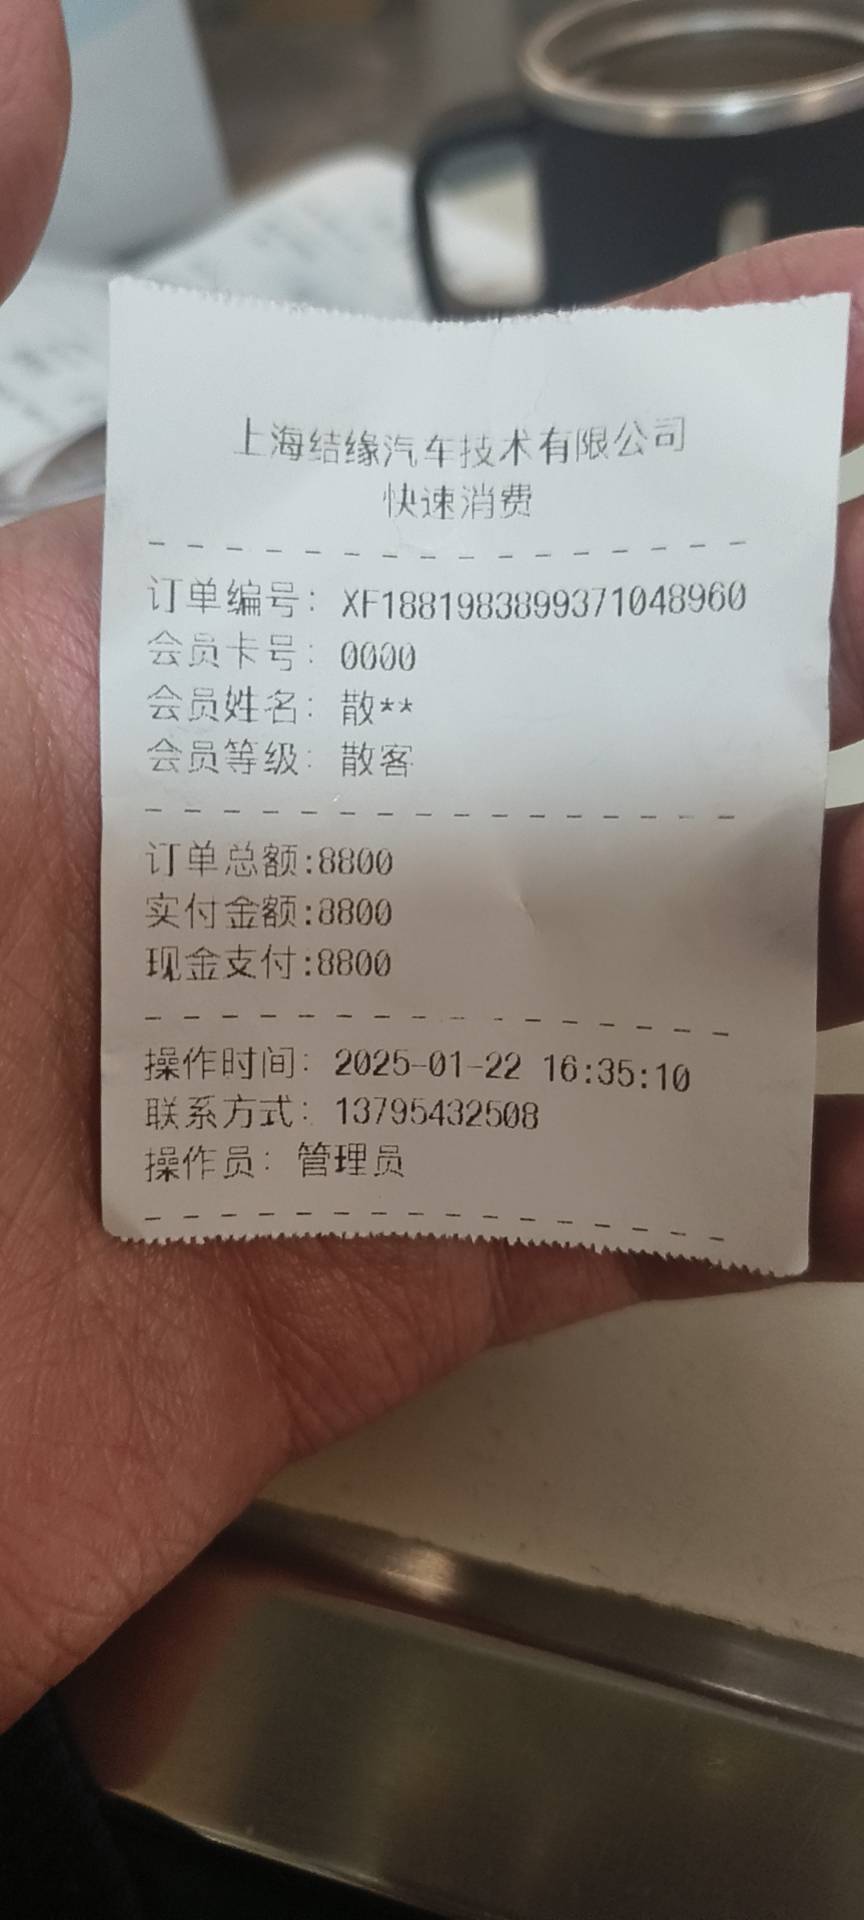 上海结缘汽车技术有限公司
快速消费
订单编号: XF1881983899371048960
会员卡号: 0000
会员姓名: 散**
会员等级: 散客
订单总额:8800
实付金额:8800
现金支付:8800
操作时间: 2025-01-22 16:35:10
联系方式: 13795432508
操作员: 管理员